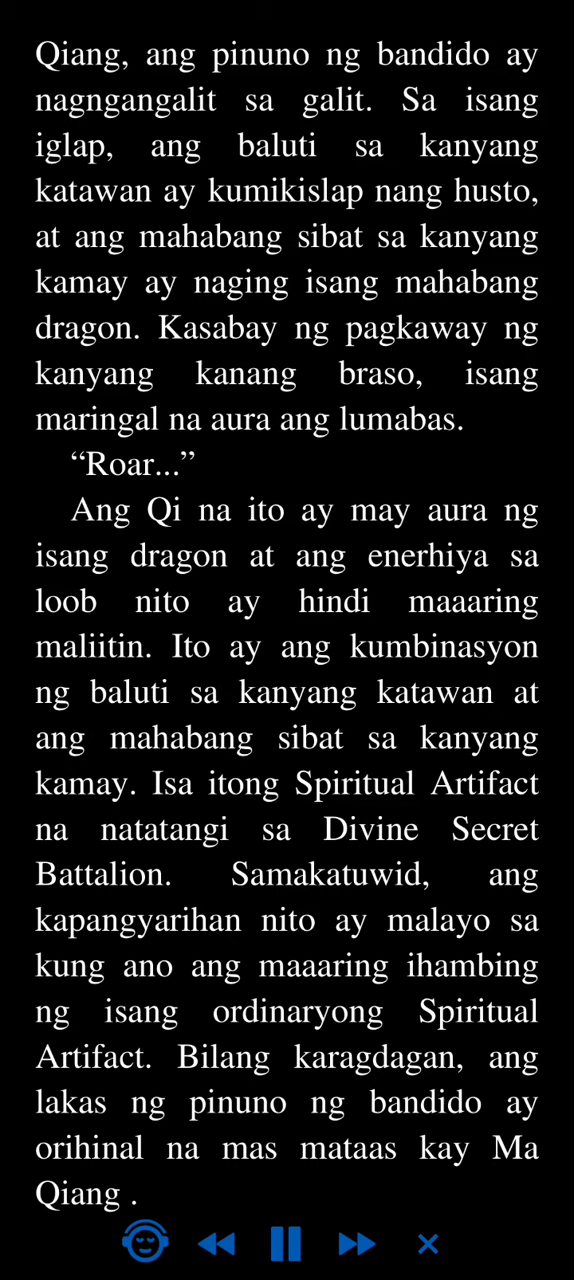 Qiang, ang pinuno ng bandido ay
nagngangalit sa galit. Sa isang
iglap, ang baluti sa kanyang
katawan ay kumikislap nang husto,
at ang mahabang sibat sa kanyang
kamay ay naging isang mahabang
dragon. Kasabay ng pagkaway ng
kanyang kanang braso, isang
maringal na aura ang lumabas.
“Roar...”
Ang Qi na ito ay may aura ng
isang dragon at ang enerhiya sa
loob nito ay hindi maaaring
maliitin. Ito ay ang kumbinasyon
ng baluti sa kanyang katawan at
ang mahabang sibat sa kanyang
kamay. Isa itong Spiritual Artifact
na natatangi sa Divine Secret
Battalion. Samakatuwid, ang
kapangyarihan nito ay malayo sa
kung ano ang maaaring ihambing
ng isang ordinaryong Spiritual
Artifact. Bilang karagdagan, ang
lakas ng pinuno ng bandido ay
orihinal na mas mataas kay Ma
Qiang .